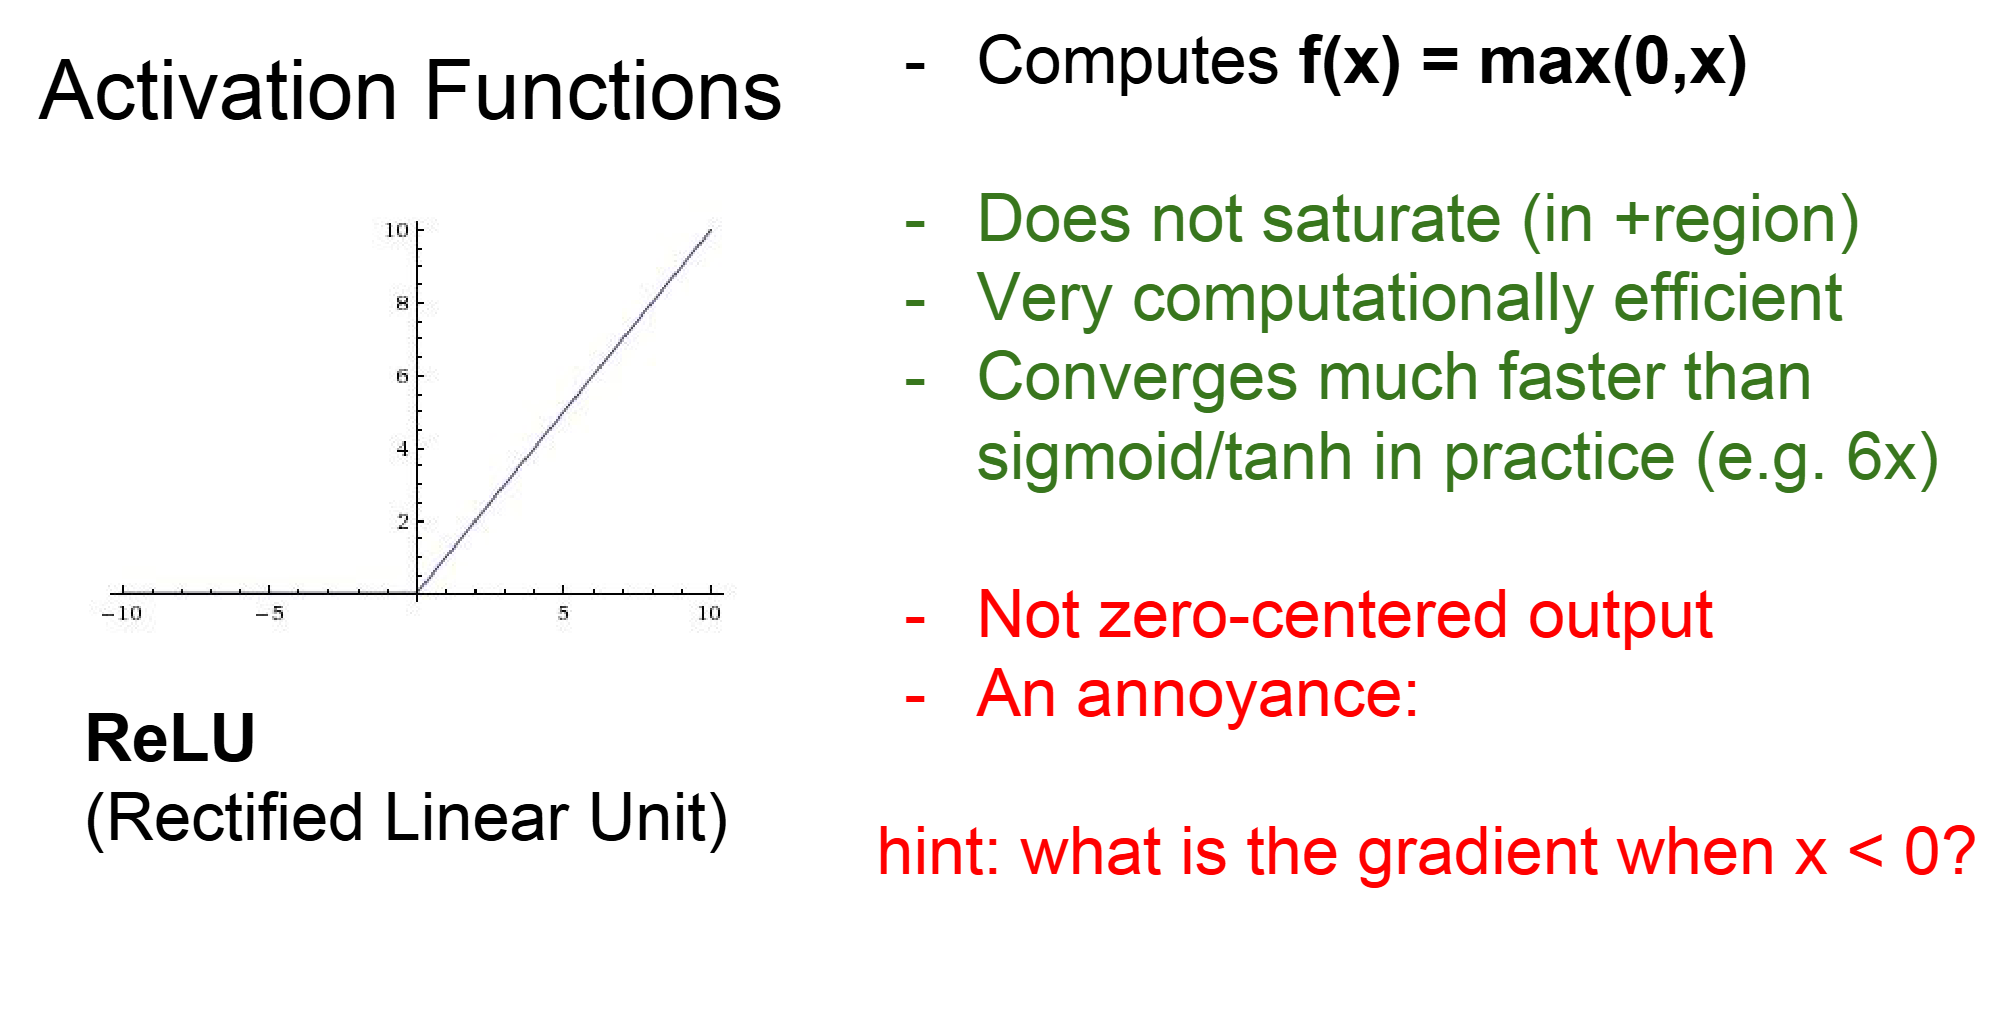 Activation Functions
10
8
6
4
2
−10
−5
5
10
ReLU
(Rectified Linear Unit)
- Computes f(x) = max(0,x)
- Does not saturate (in +region)
- Very computationally efficient
- Converges much faster than
sigmoid/tanh in practice (e.g. 6x)
- Not zero-centered output
- An annoyance:
hint: what is the gradient when x < 0?